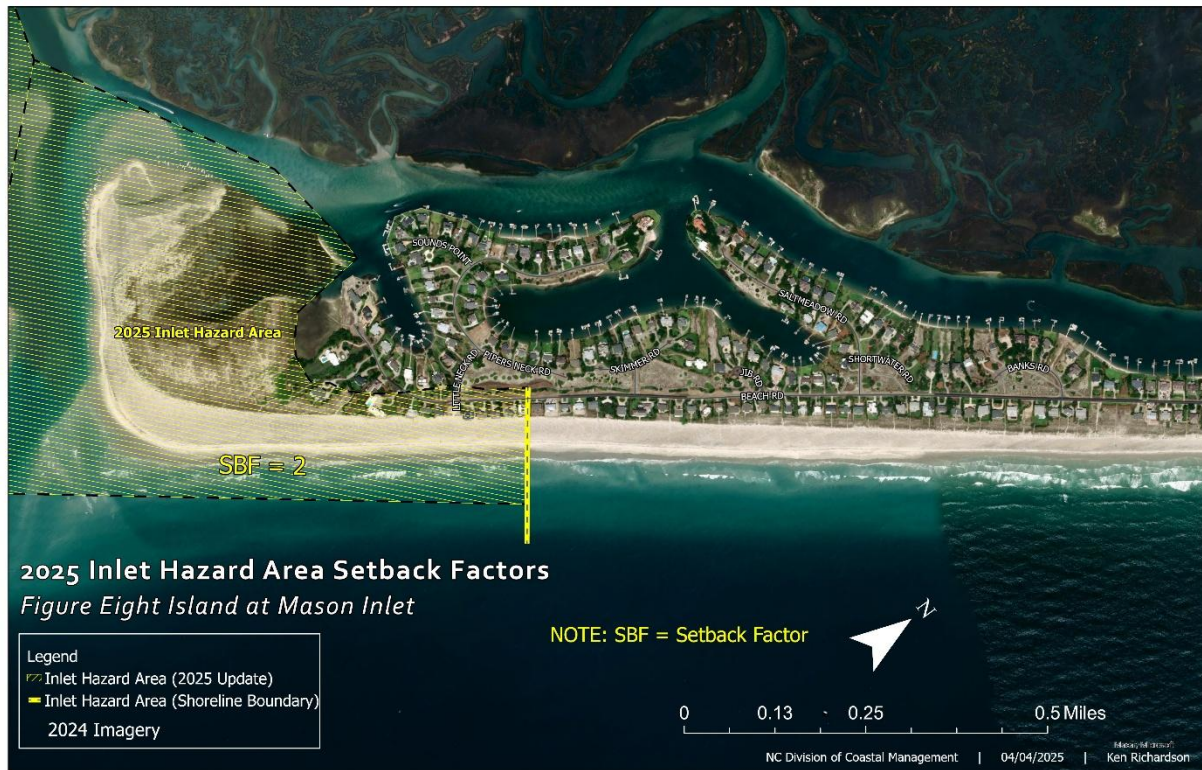 SOUNDS POINT
2025 Inlet Hazard Area
SALTMEADOW RD
LITTLE NECK RD
PIPERS NECK RD
SKIMMER RD
JIB RD
SHORTWATER RD
BANKS RD
BEACH RD
SBF = 2
2025 Inlet Hazard Area Setback Factors
Figure Eight Island at Mason Inlet
NOTE: SBF = Setback Factor
N
Legend
Inlet Hazard Area (2025 Update)
Inlet Hazard Area (Shoreline Boundary)
2024 Imagery
0 0.13 0.25 0.5 Miles
NC Division of Coastal Management | 04/04/2025 | Ken Richardson